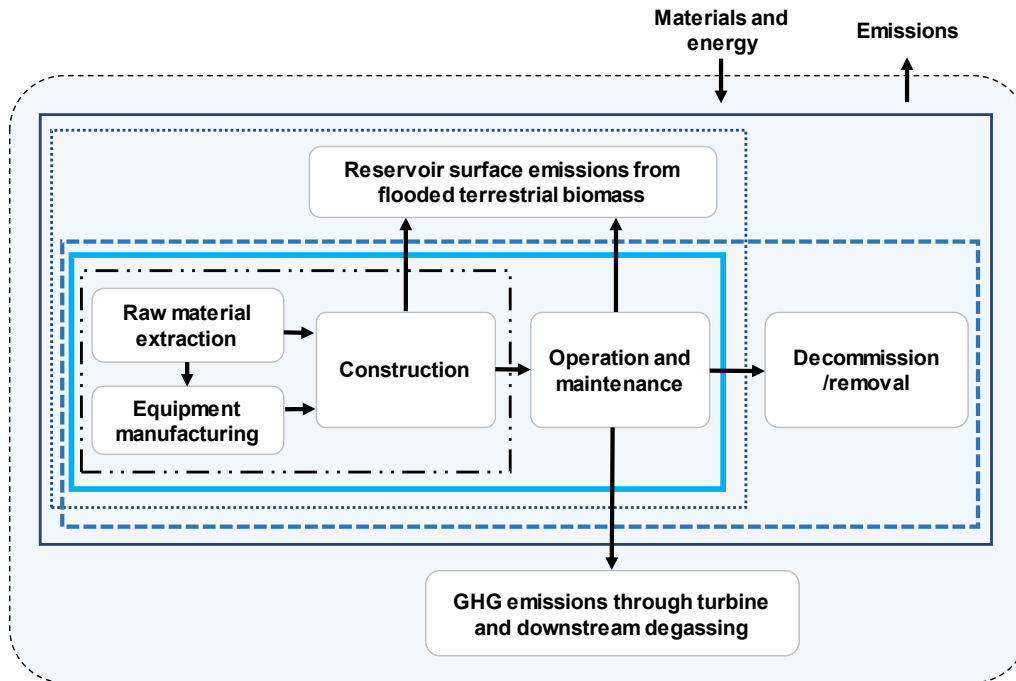 Materials and
energy
Emissions
Reservoir surface emissions from
flooded terrestrial biomass
Raw material
extraction
Equipment
manufacturing
Construction
Operation and
maintenance
Decommission
/removal
GHG emissions through turbine
and downstream degassing